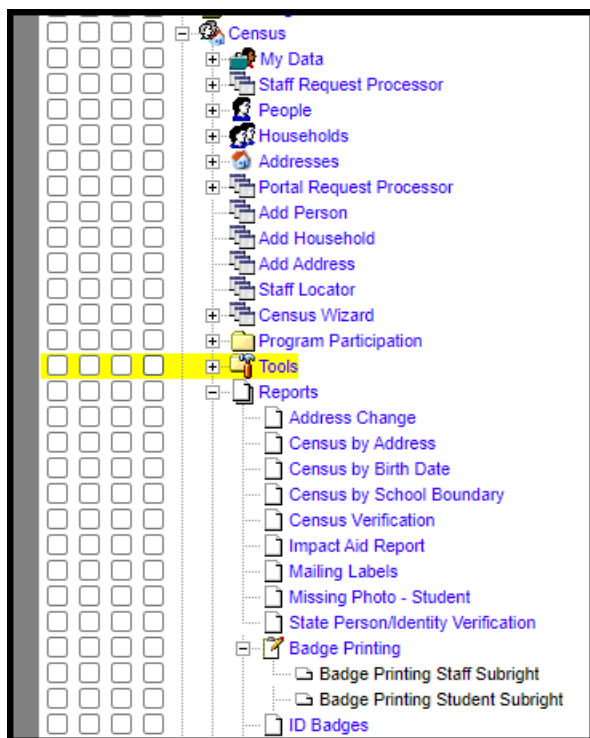 Census
My Data
Staff Request Processor
People
Households
Addresses
Portal Request Processor
Add Person
Add Household
Add Address
Staff Locator
Census Wizard
Program Participation
Tools
Reports
Address Change
Census by Address
Census by Birth Date
Census by School Boundary
Census Verification
Impact Aid Report
Mailing Labels
Missing Photo - Student
State Person/Identity Verification
Badge Printing
Badge Printing Staff Subright
Badge Printing Student Subright
ID Badges